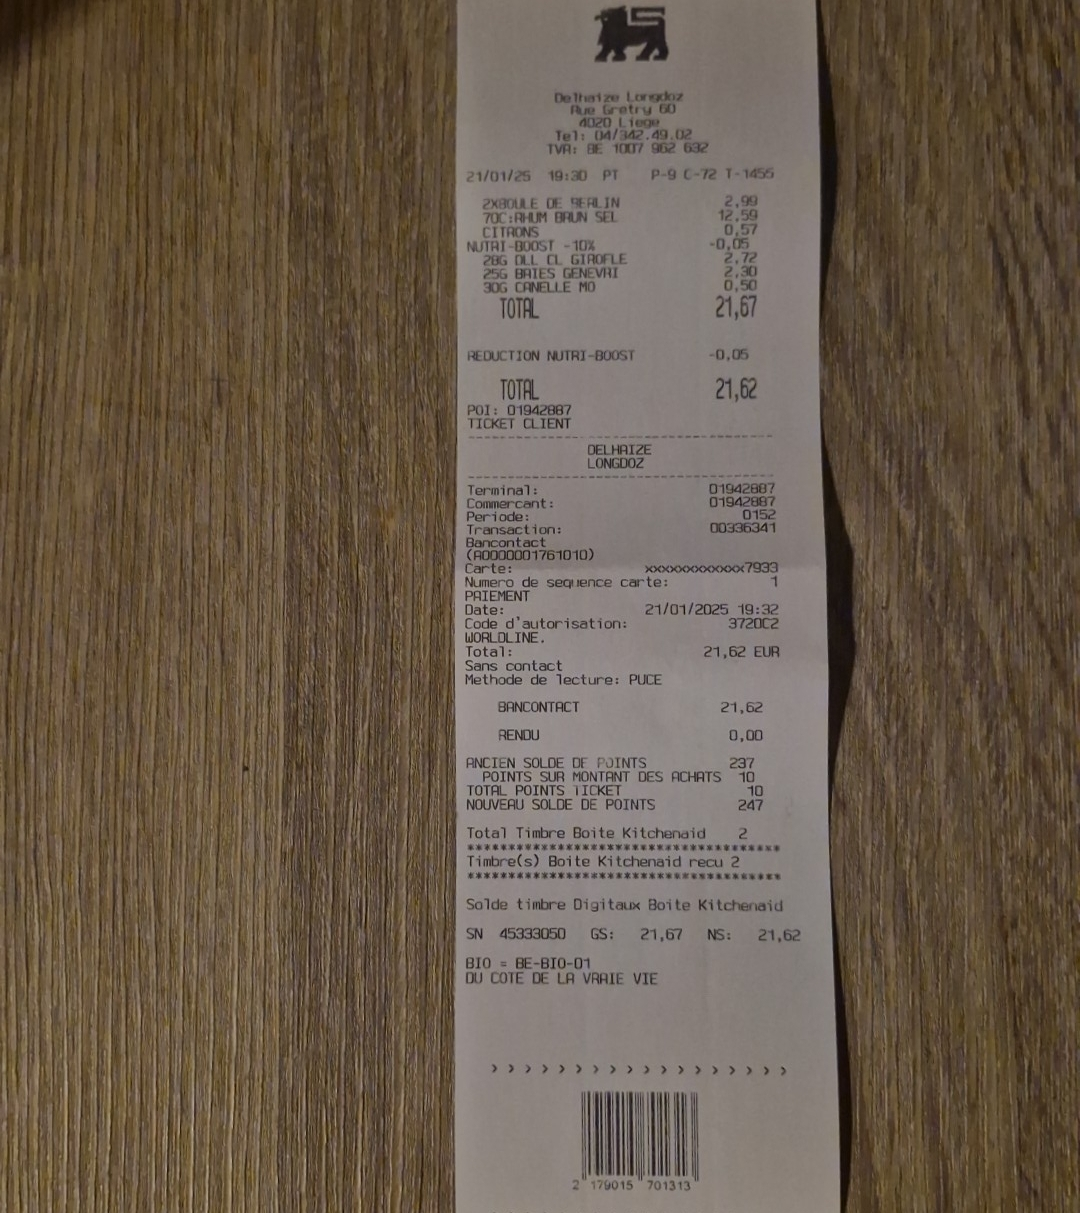 Delhaize Longdoz
Rue Gretry 60
4020 Liege
Tel: 04/342.49.02
TVA: BE 1007 962 632
21/01/25 19:30 PT P-9 C-72 T-1455
2XBOULE DE BERLIN 2,99
70C:RHUM BRUN SEL 12,59
CITRONS 0,57
NUTRI-BOOST -10% -0,05
28G DLL CL GIROFLE 2,72
25G BAIES GENEVRI 2,30
30G CANELLE MO 0,50
TOTAL 21,67
REDUCTION NUTRI-BOOST -0,05
TOTAL 21,62
POI: 01942887
TICKET CLIENT
DELHAIZE
LONGDOZ
Terminal: 01942887
Commercant: 01942887
Periode: 0152
Transaction: 00336341
Bancontact
(A0000001761010)
Carte: xxxxxxxxxxxxx7933
Numero de sequence carte: 1
PAIEMENT
Date: 21/01/2025 19:32
Code d'autorisation: 3720C2
WORLDLINE.
Total: 21,62 EUR
Sans contact
Methode de lecture: PUCE
BANCONTACT 21,62
RENDU 0,00
ANCIEN SOLDE DE POINTS 237
POINTS SUR MONTANT DES ACHATS 10
TOTAL POINTS TICKET 10
NOUVEAU SOLDE DE POINTS 247
Total Timbre Boite Kitchenaid 2
**************************************
Timbre(s) Boite Kitchenaid recu 2
**************************************
Solde timbre Digitaux Boite Kitchenaid
SN 45333050 GS: 21,67 NS: 21,62
BIO = BE-BIO-01
DU COTE DE LA VRAIE VIE
> > > > > > > > > > > > > > > > > >
2 179015 701313